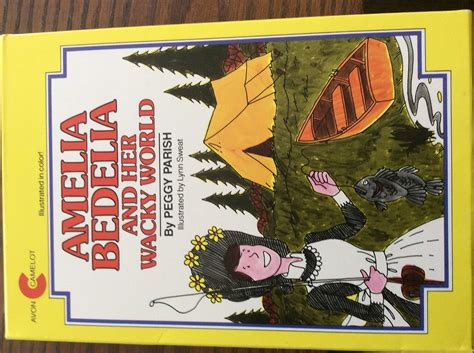 AVON CAMELOT
Illustrated in color!
AMELIA
BEDELIA
AND HER
WACKY WORLD
By PEGGY PARISH
Illustrated by Lynn Sweat